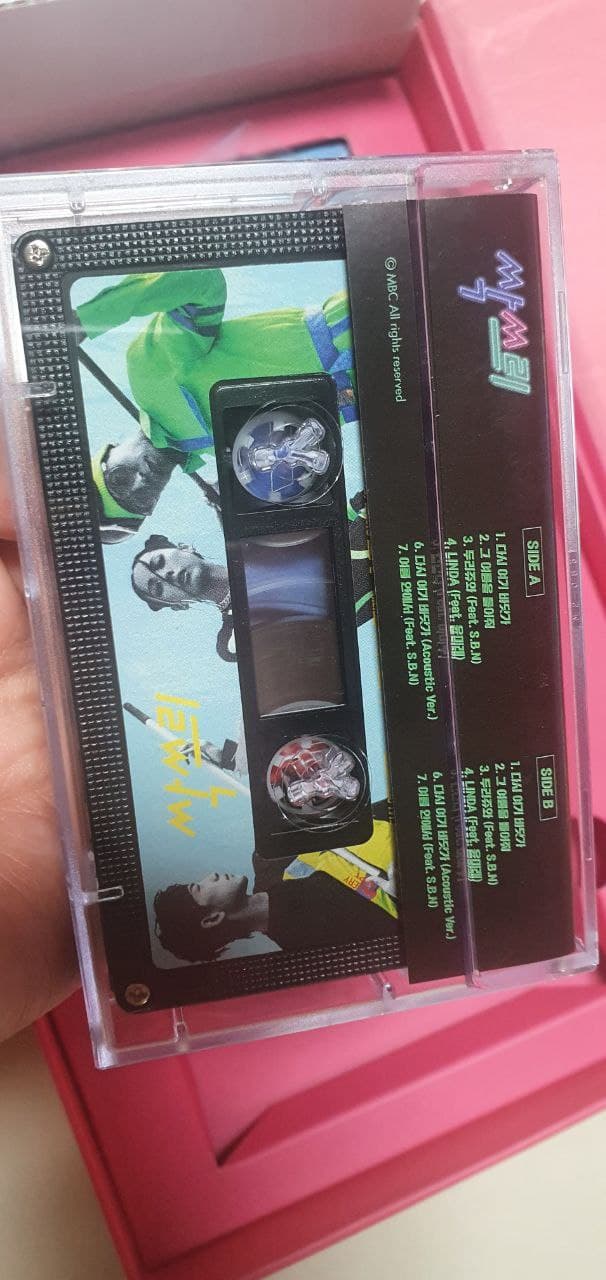 싹쓰리
SIDE A
1. 다시 여기 바닷가
2. 그 여름을 틀어줘
3. 두리쥬와 (Feat. S.B.N)
4. LINDA (Feat. 윤미래)
6. 다시 여기 바닷가 (Acoustic Ver.)
7. 여름 안에서 (Feat. S.B.N)
SIDE B
1. 다시 여기 바닷가
2. 그 여름을 틀어줘
3. 두리쥬와 (Feat. S.B.N)
4. LINDA (Feat. 윤미래)
6. 다시 여기 바닷가 (Acoustic Ver.)
7. 여름 안에서 (Feat. S.B.N)
© MBC All rights reserved
싹쓰리